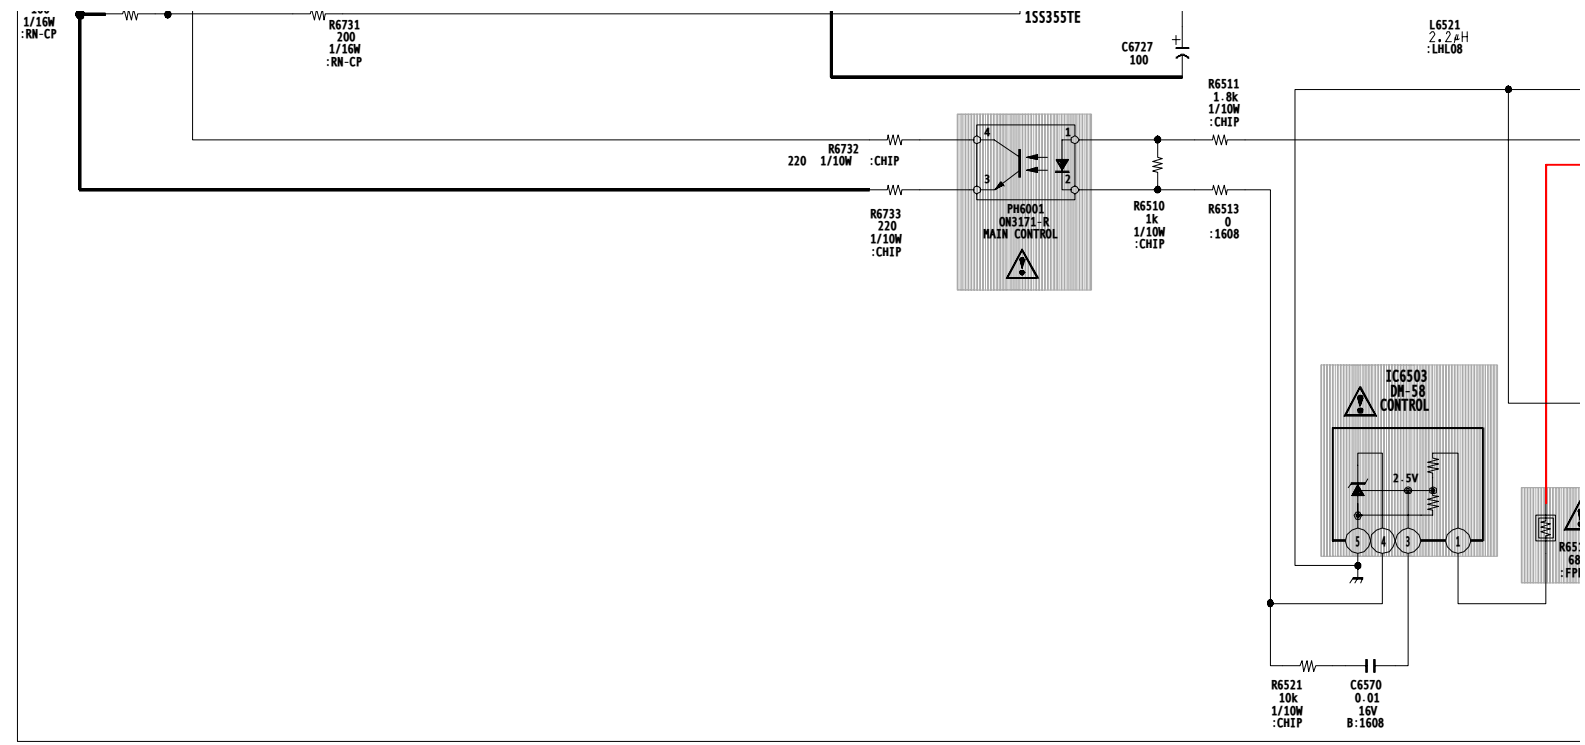 1/16W
:RN-CP
R6731
200
1/16W
:RN-CP
1SS355TE
C6727
+
100
L6521
2.2μH
:LHL08
R6511
1.8k
1/10W
:CHIP
R6732
220 1/10W :CHIP
4
1
3
2
R6733
220
1/10W
:CHIP
PH6001
ON3171-R
MAIN CONTROL
R6510
1k
1/10W
:CHIP
R6513
0
:1608
IC6503
DM-58
CONTROL
2.5V
5
4
3
1
68
R6521
10k
1/10W
:CHIP
C6570
0.01
16V
B:1608